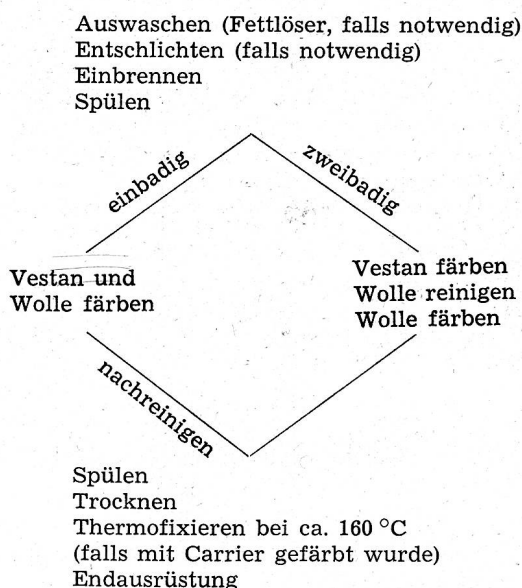 Auswaschen (Fettlöser, falls notwendig)
Entschlichten (falls notwendig)
Einbrennen
Spülen
einbadig
zweibadig
Vestan und
Wolle färben
Vestan färben
Wolle reinigen
Wolle färben
nachreinigen
Spülen
Trocknen
Thermofixieren bei ca. 160 °C
(falls mit Carrier gefärbt wurde)
Endausrüstung